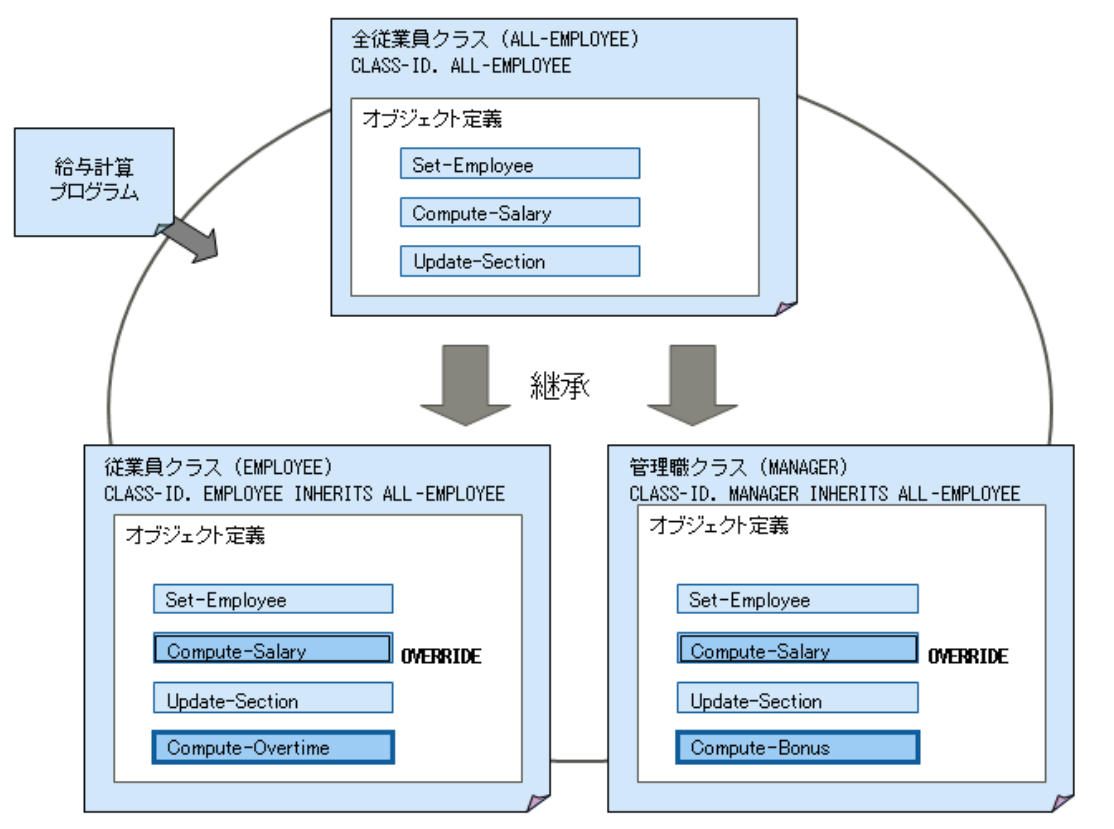 全従業員クラス (ALL-EMPLOYEE)
CLASS-ID. ALL-EMPLOYEE
オブジェクト定義
Set-Employee
Compute-Salary
Update-Section
給与計算
プログラム
継承
従業員クラス (EMPLOYEE)
CLASS-ID. EMPLOYEE INHERITS ALL-EMPLOYEE
オブジェクト定義
Set-Employee
Compute-Salary OVERRIDE
Update-Section
Compute-Overtime
管理職クラス (MANAGER)
CLASS-ID. MANAGER INHERITS ALL-EMPLOYEE
オブジェクト定義
Set-Employee
Compute-Salary OVERRIDE
Update-Section
Compute-Bonus